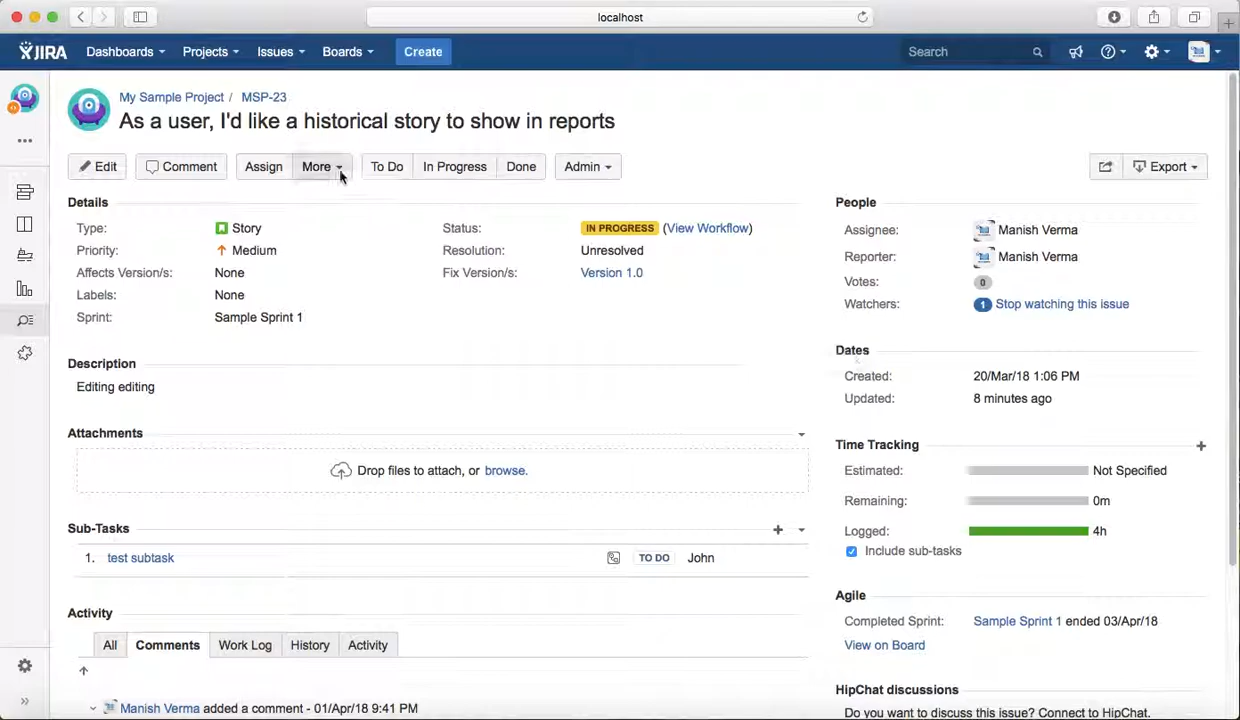 localhost
JIRA Dashboards Projects Issues Boards Create Search
My Sample Project / MSP-23
As a user, I'd like a historical story to show in reports
Edit Comment Assign More To Do In Progress Done Admin Export
Details
Type: Story Status: IN PROGRESS (View Workflow)
Priority: Medium Resolution: Unresolved
Affects Version/s: None Fix Version/s: Version 1.0
Labels: None
Sprint: Sample Sprint 1
Description
Editing editing
Attachments
Drop files to attach, or browse.
Sub-Tasks
1. test subtask TO DO John
Activity
All Comments Work Log History Activity
Manish Verma added a comment - 01/Apr/18 9:41 PM
People
Assignee: Manish Verma
Reporter: Manish Verma
Votes: 0
Watchers: 1 Stop watching this issue
Dates
Created: 20/Mar/18 1:06 PM
Updated: 8 minutes ago
Time Tracking
Estimated: Not Specified
Remaining: 0m
Logged: 4h
Include sub-tasks
Agile
Completed Sprint: Sample Sprint 1 ended 03/Apr/18
View on Board
HipChat discussions
Do you want to discuss this issue? Connect to HipChat.